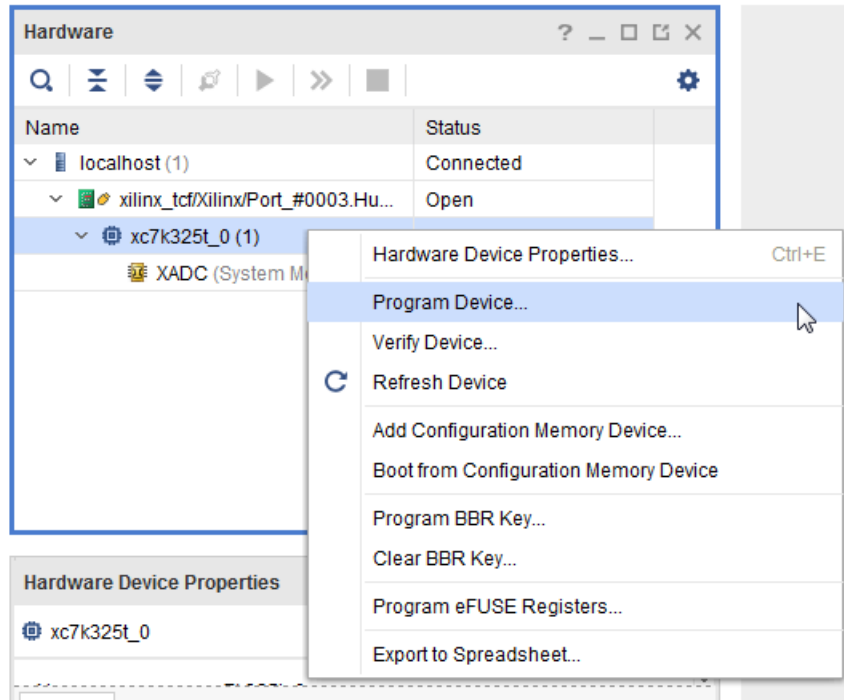 Hardware
Name Status
localhost (1) Connected
xilinx_tcf/Xilinx/Port_#0003.Hu... Open
xc7k325t_0 (1)
XADC (System
Hardware Device Properties... Ctrl+E
Program Device...
Verify Device...
Refresh Device
Add Configuration Memory Device...
Boot from Configuration Memory Device
Program BBR Key...
Clear BBR Key...
Program eFUSE Registers...
Export to Spreadsheet...
Hardware Device Properties
xc7k325t_0